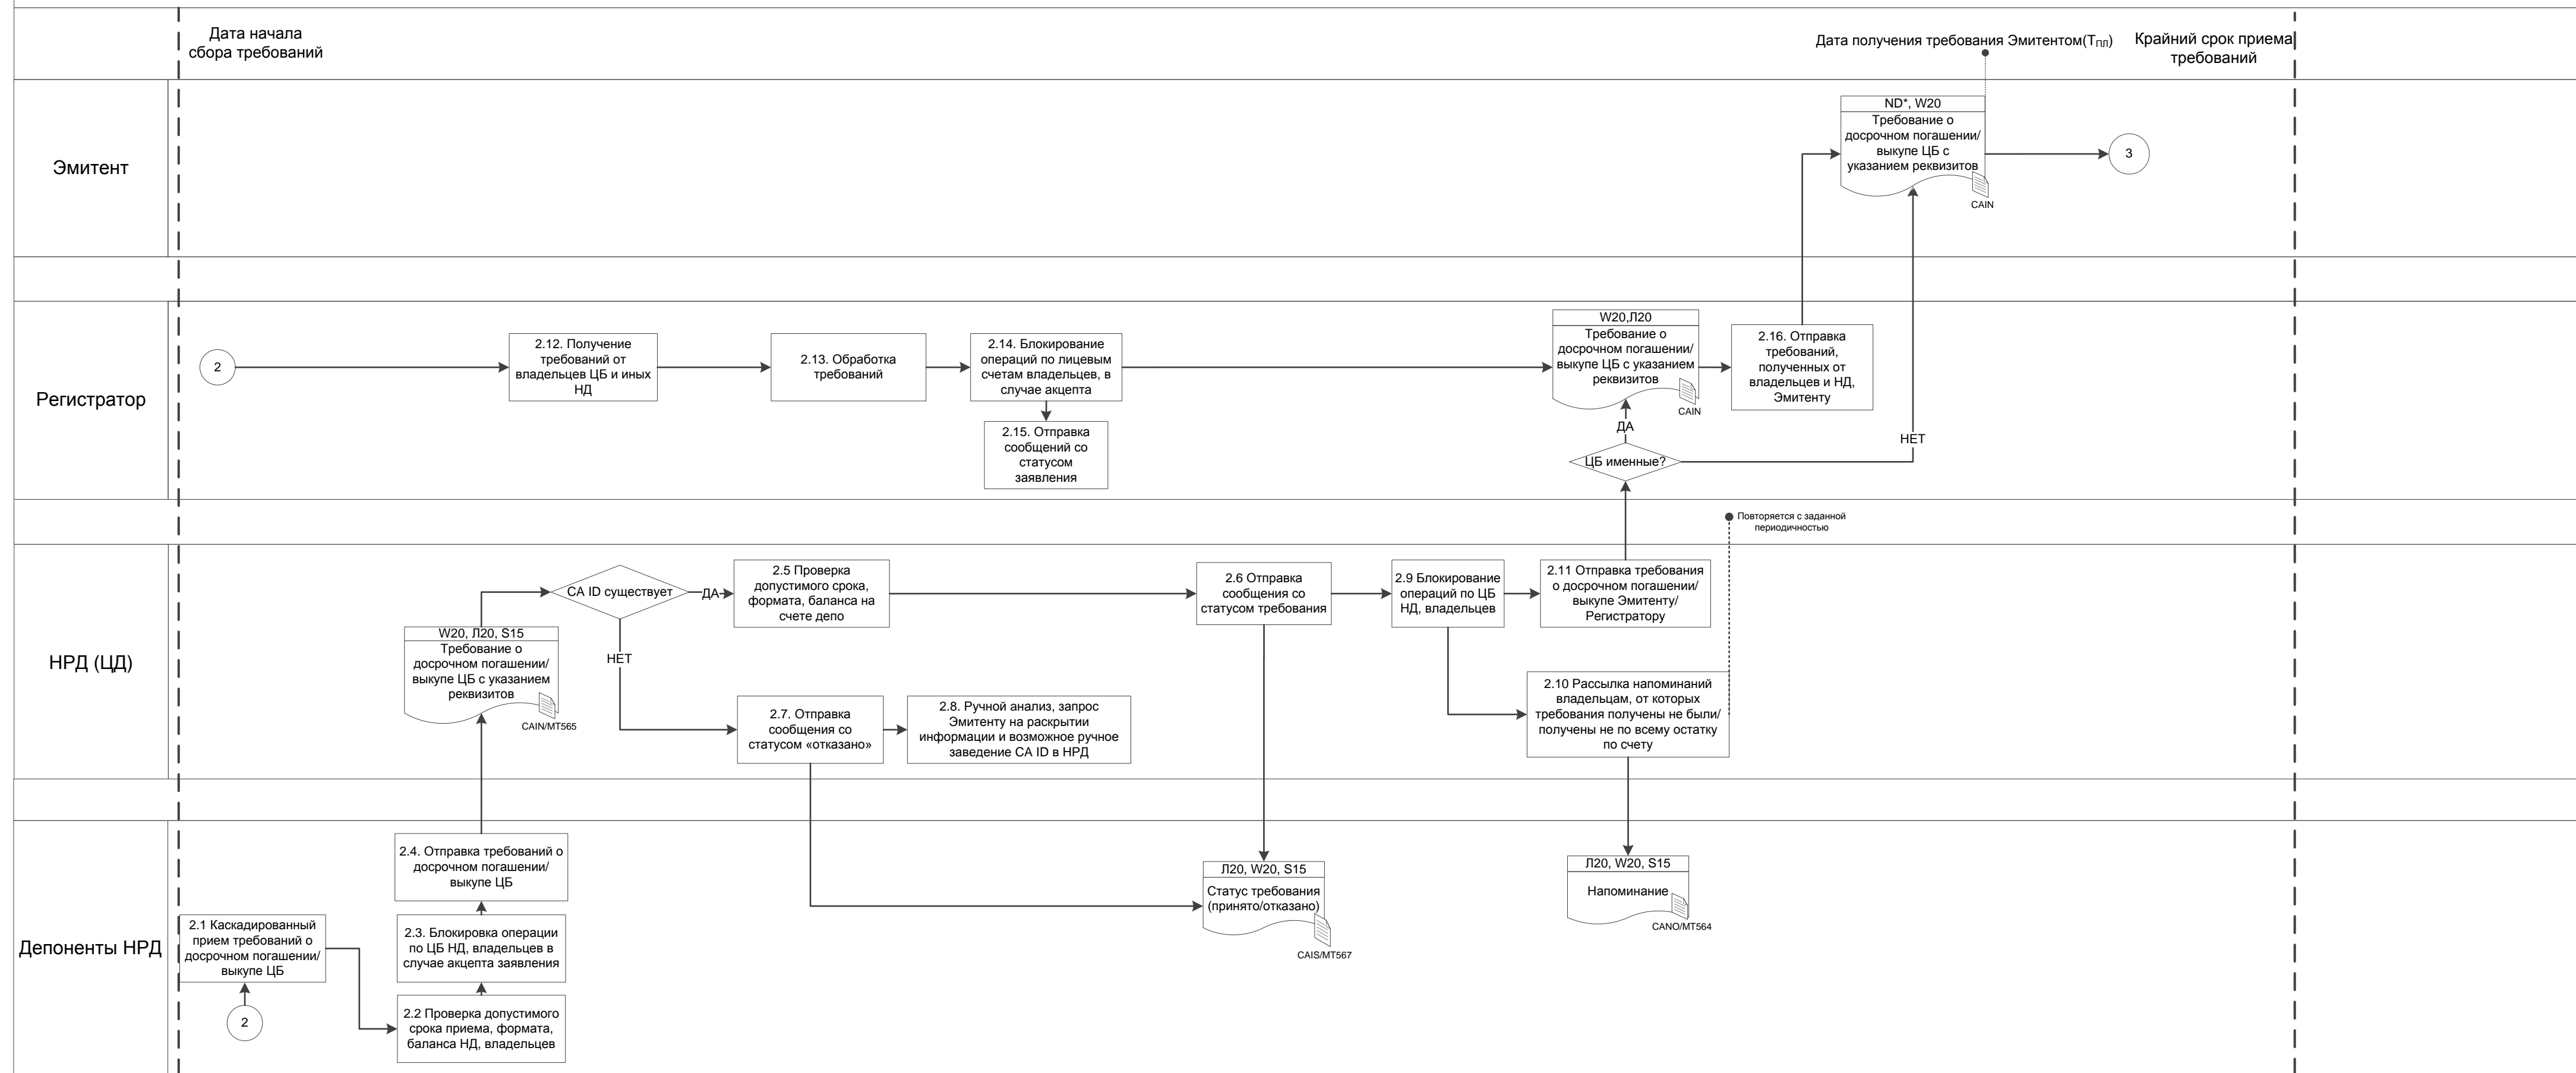 Дата начала
сбора требований
Дата получения требования Эмитентом(ТПЛ)
Крайний срок приема
требований
Эмитент
ND*, W20
Требование о
досрочном погашении/
выкупе ЦБ с
указанием реквизитов
CAIN
3
Регистратор
2
2.12. Получение
требований от
владельцев ЦБ и иных
НД
2.13. Обработка
требований
2.14. Блокирование
операций по лицевым
счетам владельцев, в
случае акцепта
2.15. Отправка
сообщений со
статусом
заявления
W20,Л20
Требование о
досрочном погашении/
выкупе ЦБ с указанием
реквизитов
CAIN
2.16. Отправка
требований,
полученных от
владельцев и НД,
Эмитенту
ДА
ЦБ именные?
НЕТ
НРД (ЦД)
W20, Л20, S15
Требование о
досрочном погашении/
выкупе ЦБ с указанием
реквизитов
CAIN/MT565
CA ID существует
ДА
НЕТ
2.5 Проверка
допустимого срока,
формата, баланса на
счете депо
2.7. Отправка
сообщения со
статусом «отказано»
2.8. Ручной анализ, запрос
Эмитенту на раскрытии
информации и возможное ручное
заведение CA ID в НРД
2.6 Отправка
сообщения со
статусом требования
2.9 Блокирование
операций по ЦБ
НД, владельцев
2.11 Отправка требования
о досрочном погашении/
выкупе Эмитенту/
Регистратору
Повторяется с заданной
периодичностью
2.10 Рассылка напоминаний
владельцам, от которых
требования получены не были/
получены не по всему остатку
по счету
Депоненты НРД
2.1 Каскадированный
прием требований о
досрочном погашении/
выкупе ЦБ
2
2.4. Отправка требований о
досрочном погашении/
выкупе ЦБ
2.3. Блокировка операции
по ЦБ НД, владельцев в
случае акцепта заявления
2.2 Проверка допустимого
срока приема, формата,
баланса НД, владельцев
Л20, W20, S15
Статус требования
(принято/отказано)
CAIS/MT567
Л20, W20, S15
Напоминание
CANO/MT564